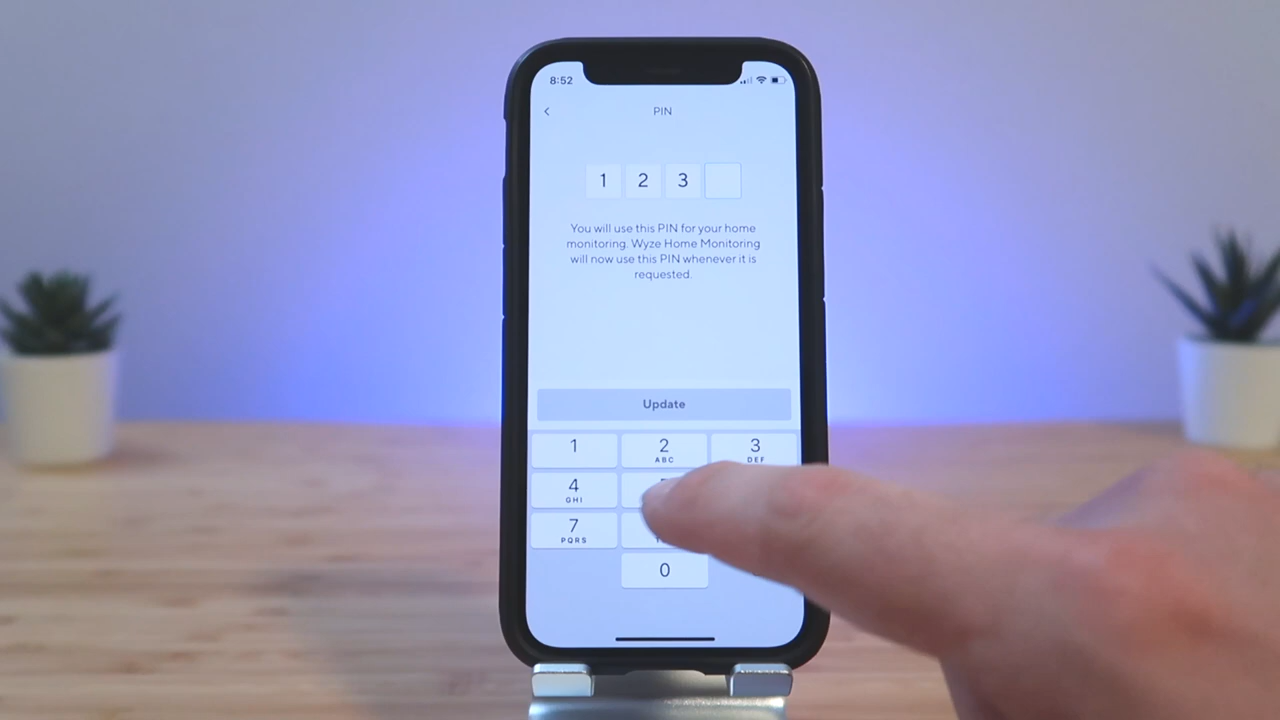 8:52
PIN
1 2 3
You will use this PIN for your home
monitoring. Wyze Home Monitoring
will now use this PIN whenever it is
requested.
Update
1 2 3
ABC DEF
4
GHI
7
PQRS
0